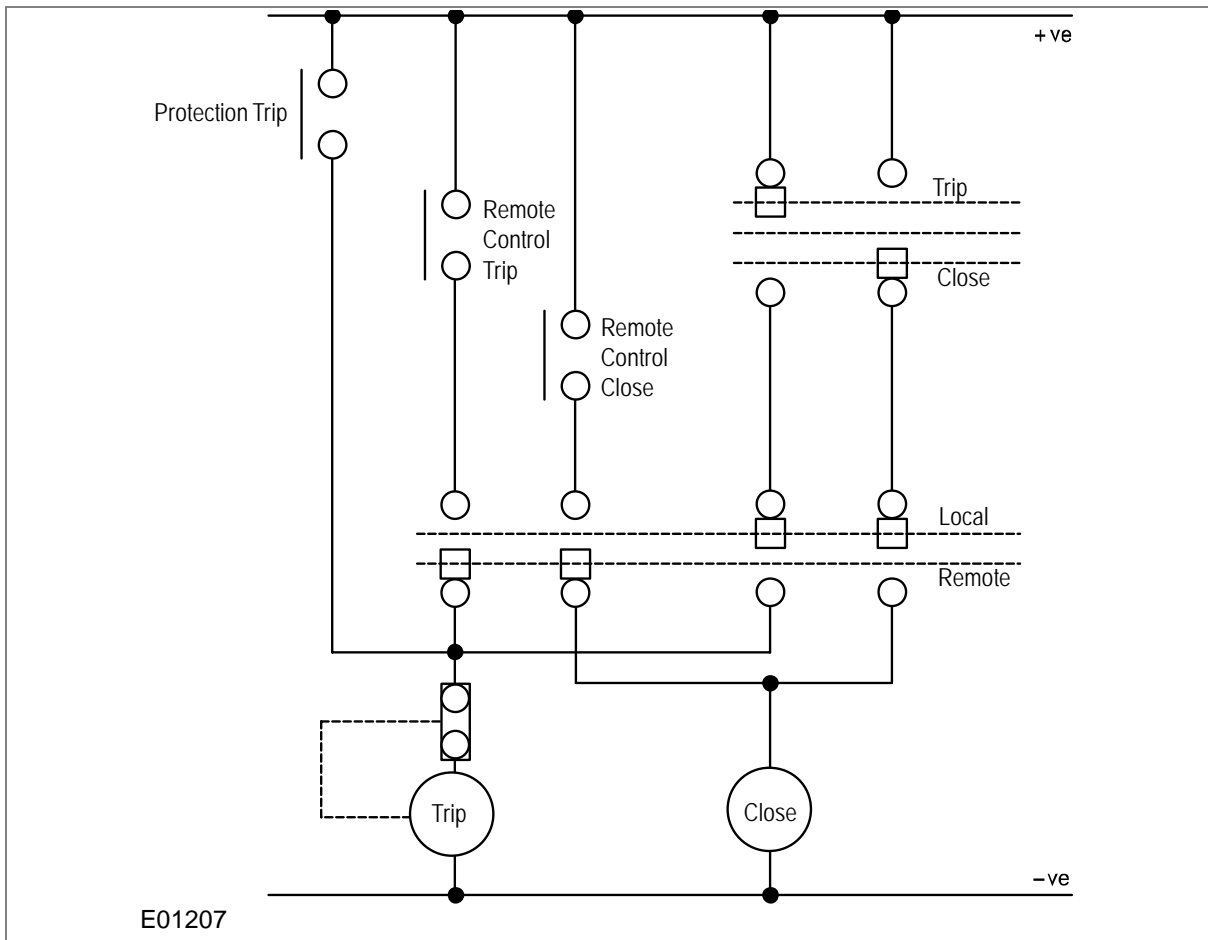 +ve
Protection Trip
Trip
Remote
Control
Trip
Close
Remote
Control
Close
Local
Remote
Trip
Close
−ve
E01207